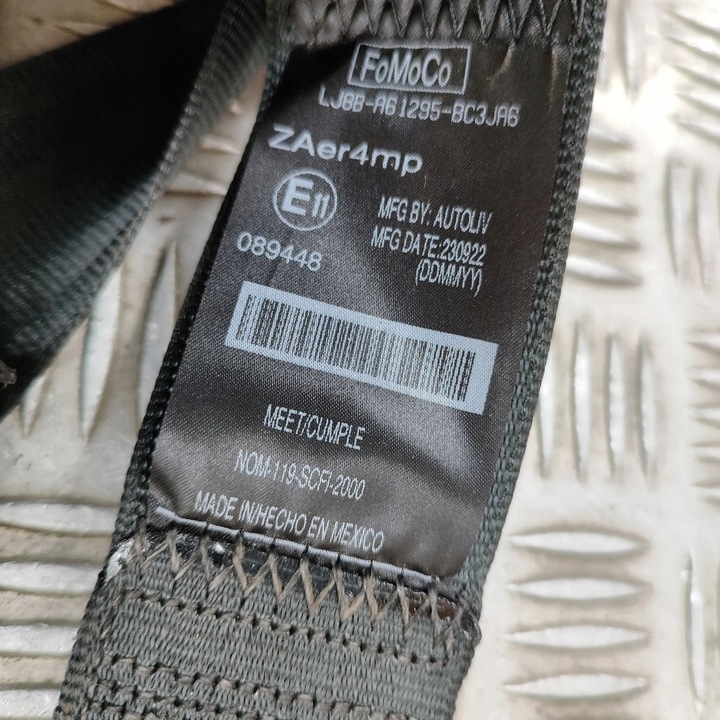 FoMoCo
LJ8B-A61295-BC3JA6
ZAer4mp
E11
089448
MFG BY: AUTOLIV
MFG DATE:230922
(DDMMYY)
MEET/CUMPLE
NOM-119-SCFI-2000
MADE IN/HECHO EN MEXICO